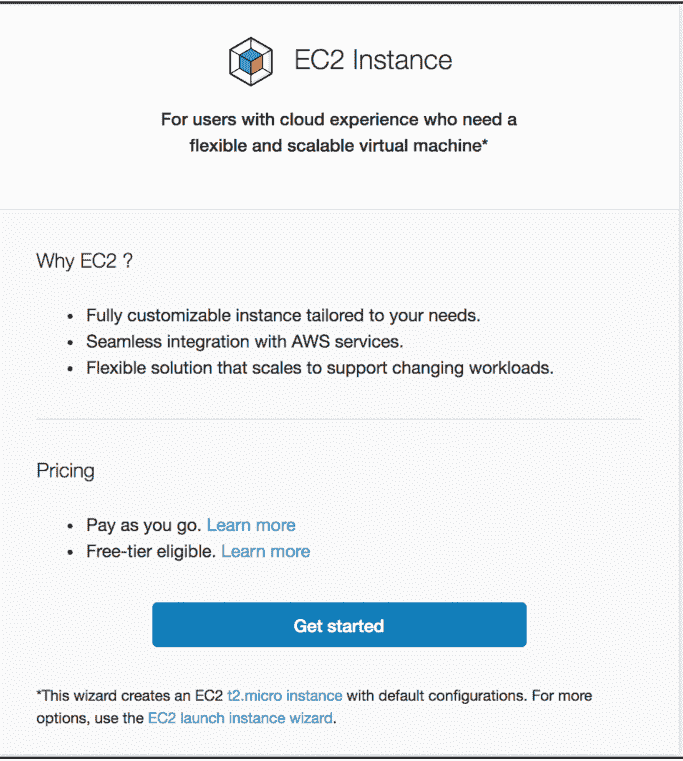 EC2 Instance
For users with cloud experience who need a
flexible and scalable virtual machine*
Why EC2 ?
• Fully customizable instance tailored to your needs.
• Seamless integration with AWS services.
• Flexible solution that scales to support changing workloads.
Pricing
• Pay as you go. Learn more
• Free-tier eligible. Learn more
Get started
*This wizard creates an EC2 t2.micro instance with default configurations. For more
options, use the EC2 launch instance wizard.